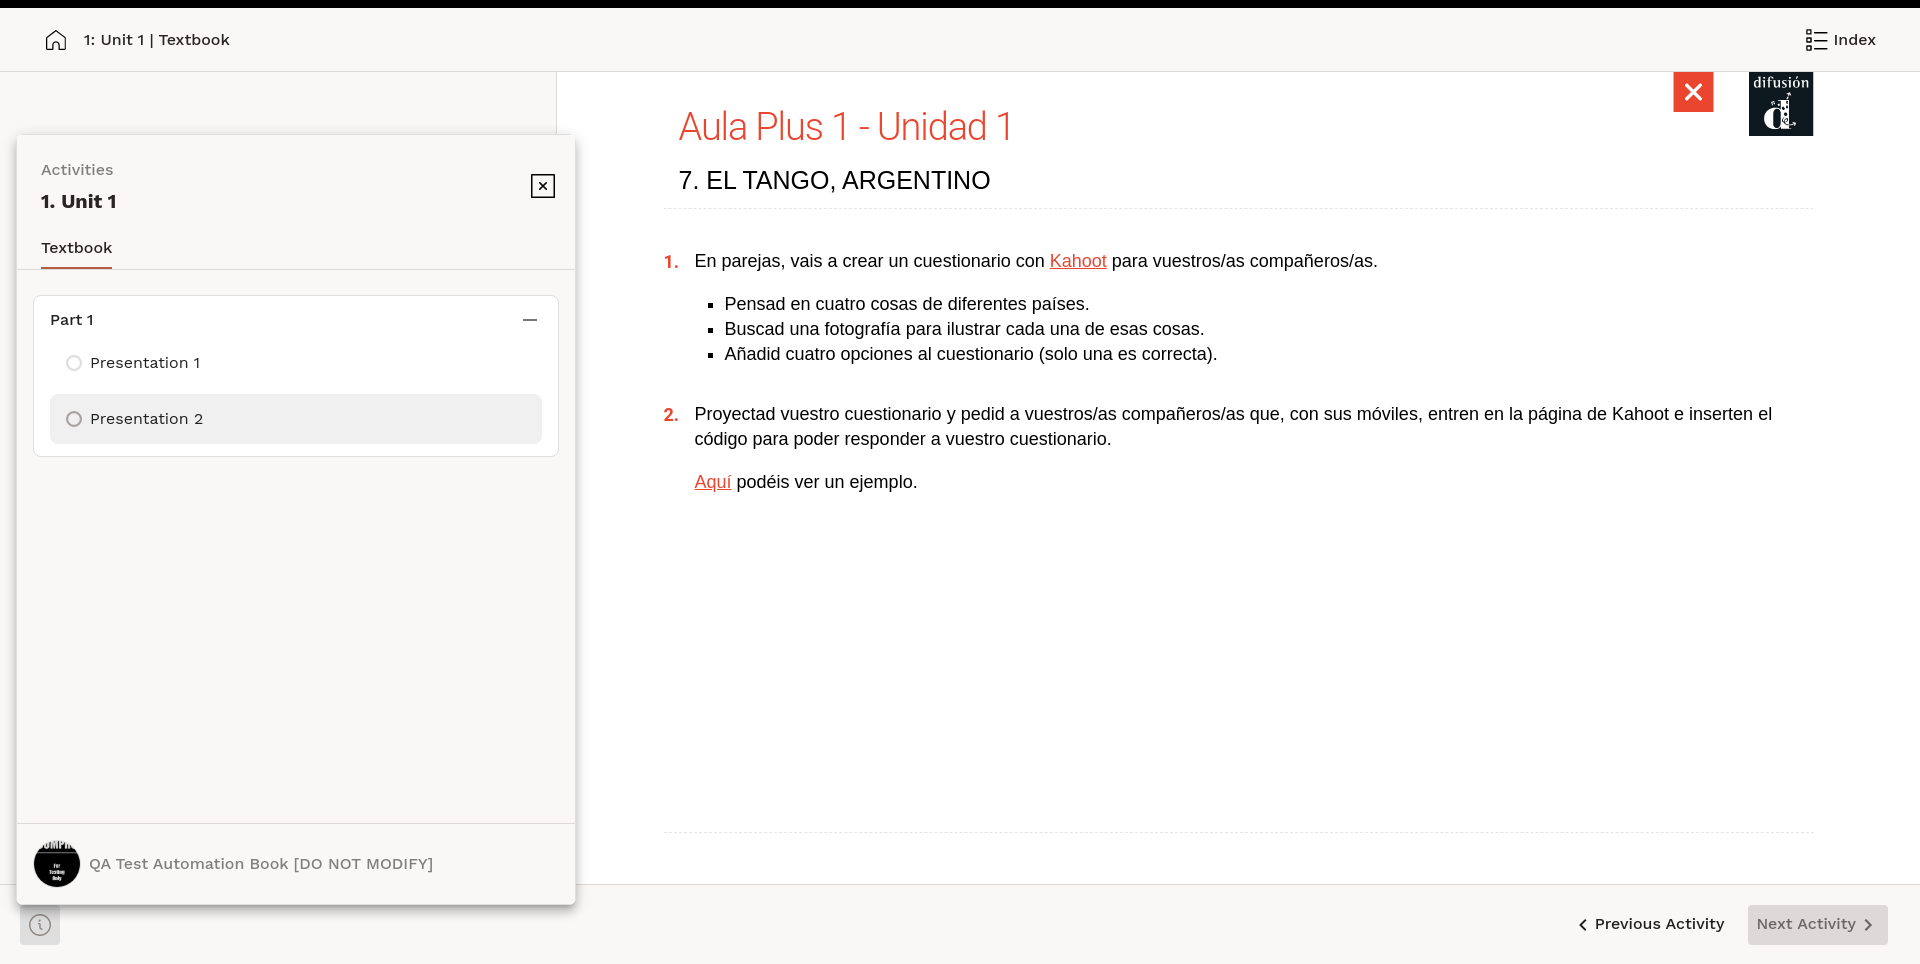 1: Unit 1 | Textbook
Index
Activities
1. Unit 1
Textbook
Part 1
Presentation 1
Presentation 2
QA Test Automation Book [DO NOT MODIFY]
For
Testing
Only
difusión
Aula Plus 1 - Unidad 1
7. EL TANGO, ARGENTINO
1. En parejas, vais a crear un cuestionario con Kahoot para vuestros/as compañeros/as.
▪ Pensad en cuatro cosas de diferentes países.
▪ Buscad una fotografía para ilustrar cada una de esas cosas.
▪ Añadid cuatro opciones al cuestionario (solo una es correcta).
2. Proyectad vuestro cuestionario y pedid a vuestros/as compañeros/as que, con sus móviles, entren en la página de Kahoot e inserten el
código para poder responder a vuestro cuestionario.
Aquí podéis ver un ejemplo.
Previous Activity
Next Activity